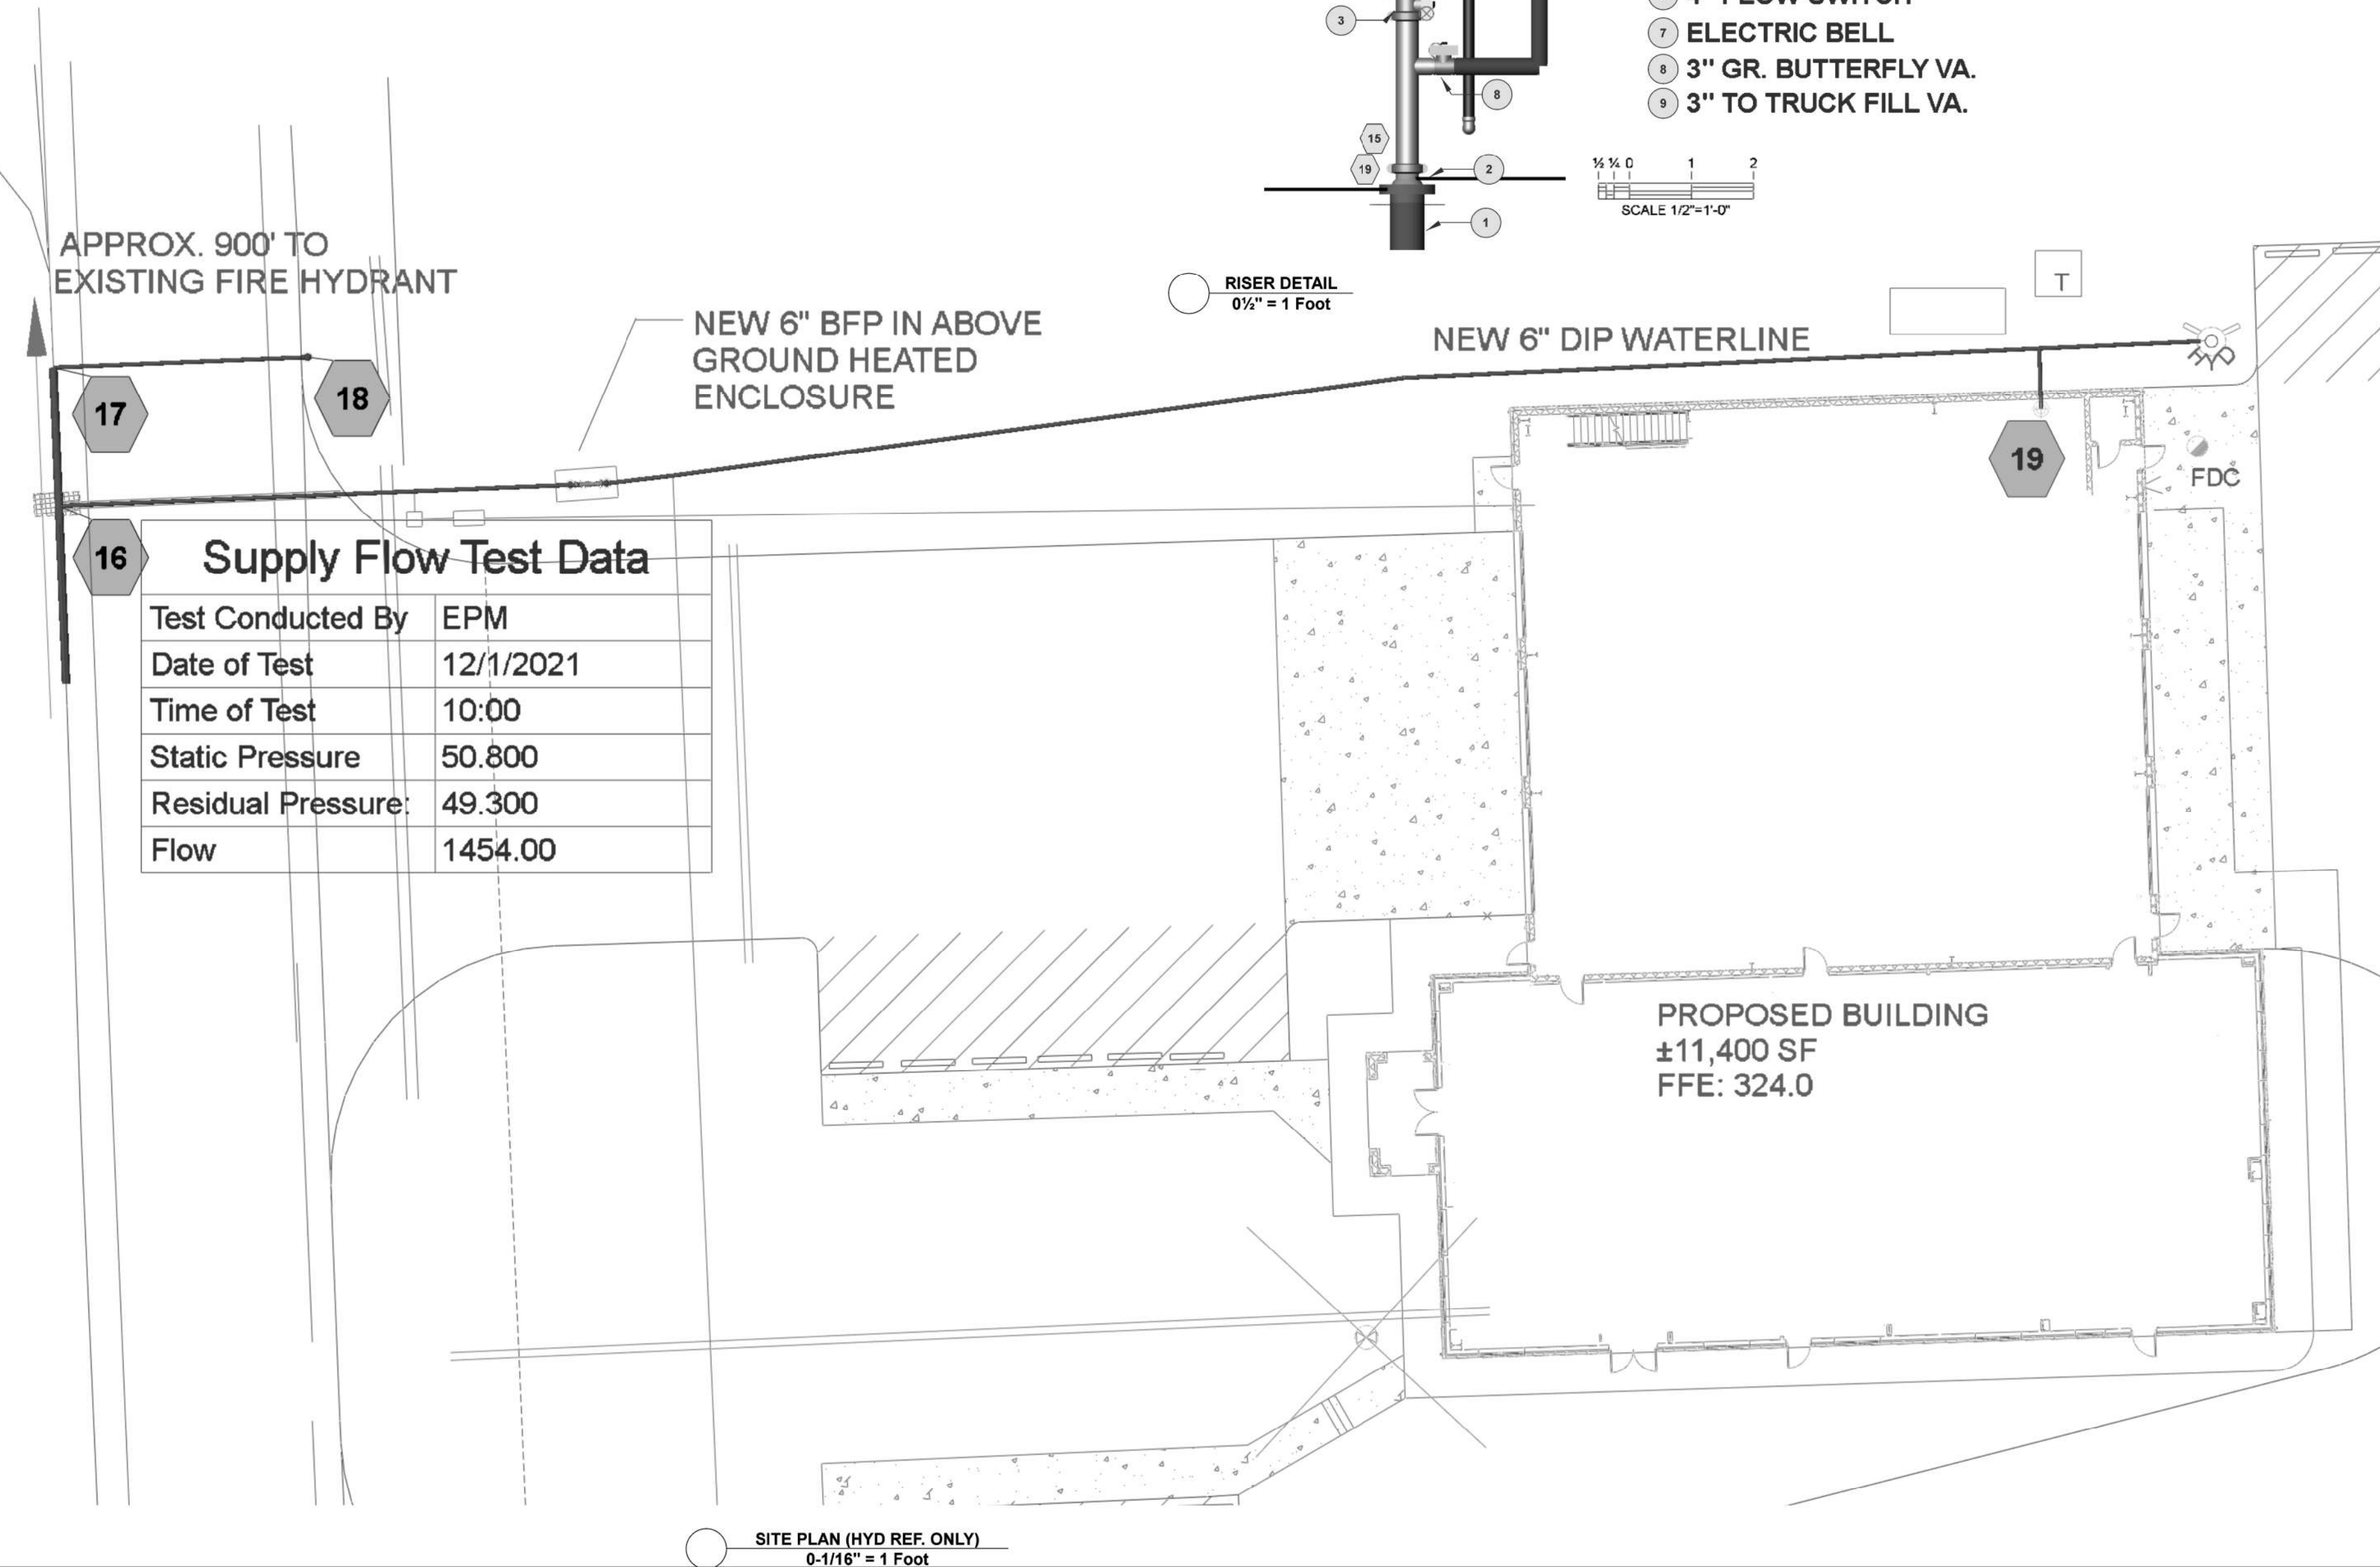 3
4" FLOW SWITCH
7 ELECTRIC BELL
8 3" GR. BUTTERFLY VA.
9 3" TO TRUCK FILL VA.
8
15
19
2
1
½ ¼ 0 1 2
SCALE 1/2"=1'-0"
RISER DETAIL
0½" = 1 Foot
APPROX. 900' TO
EXISTING FIRE HYDRANT
NEW 6" BFP IN ABOVE
GROUND HEATED
ENCLOSURE
NEW 6" DIP WATERLINE
T
HYD
17
18
19
FDC
16
Supply Flow Test Data
Test Conducted By EPM
Date of Test 12/1/2021
Time of Test 10:00
Static Pressure 50.800
Residual Pressure: 49.300
Flow 1454.00
PROPOSED BUILDING
±11,400 SF
FFE: 324.0
SITE PLAN (HYD REF. ONLY)
0-1/16" = 1 Foot